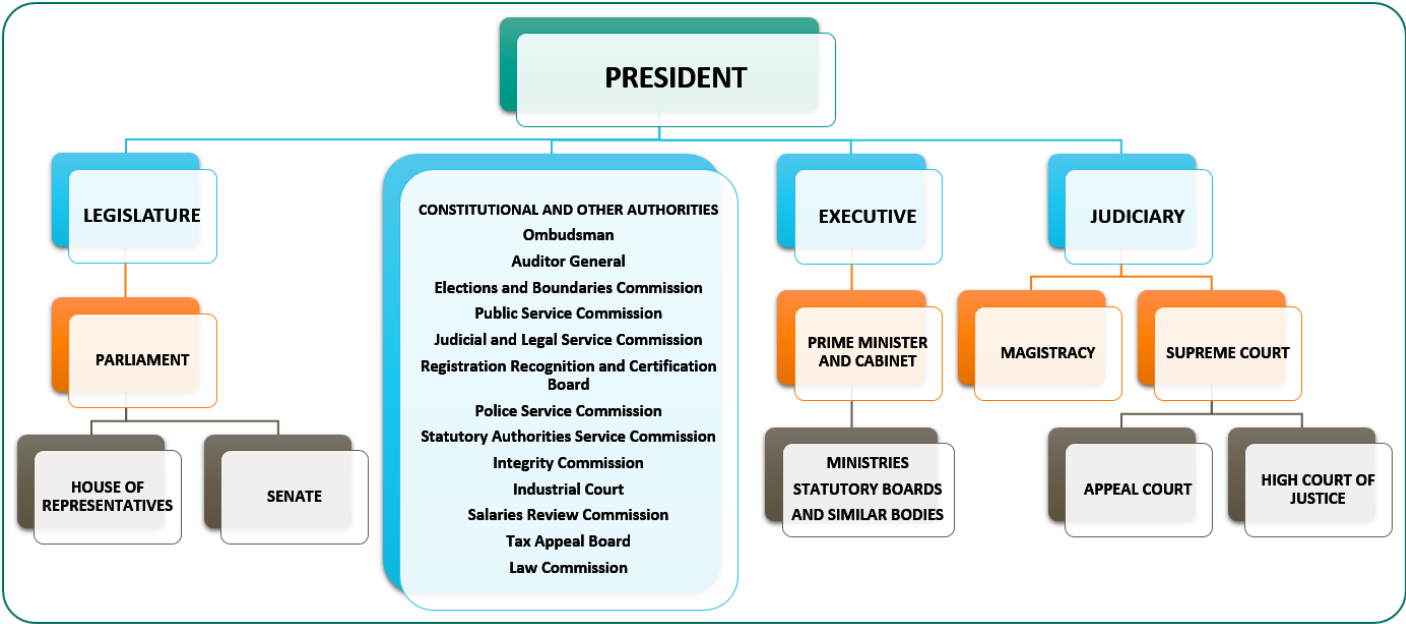 PRESIDENT
LEGISLATURE
PARLIAMENT
HOUSE OF
REPRESENTATIVES
SENATE
CONSTITUTIONAL AND OTHER AUTHORITIES
Ombudsman
Auditor General
Elections and Boundaries Commission
Public Service Commission
Judicial and Legal Service Commission
Registration Recognition and Certification
Board
Police Service Commission
Statutory Authorities Service Commission
Integrity Commission
Industrial Court
Salaries Review Commission
Tax Appeal Board
Law Commission
EXECUTIVE
PRIME MINISTER
AND CABINET
MINISTRIES
STATUTORY BOARDS
AND SIMILAR BODIES
JUDICIARY
MAGISTRACY
SUPREME COURT
APPEAL COURT
HIGH COURT OF
JUSTICE